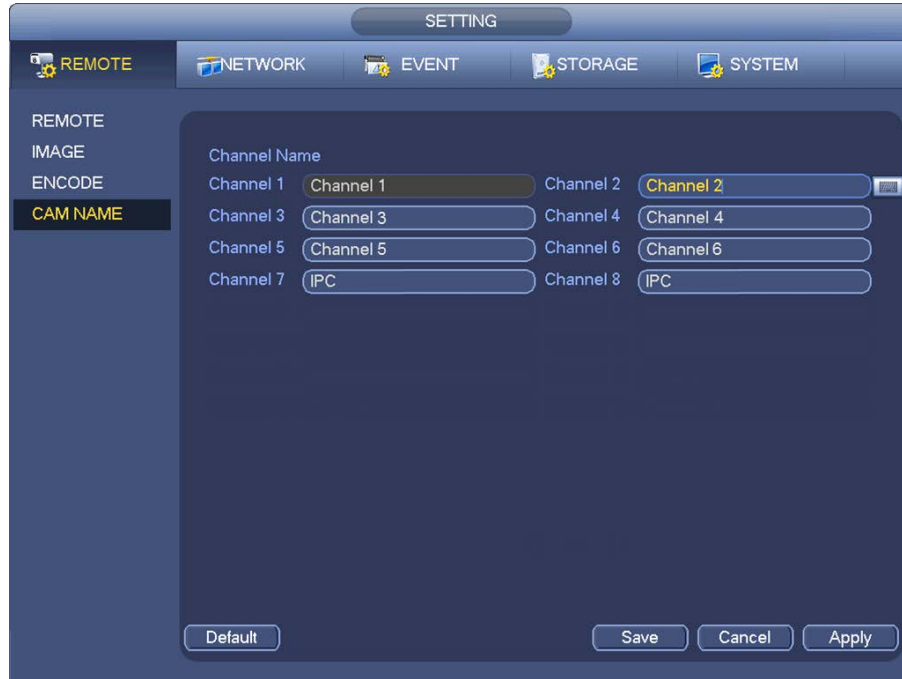 SETTING
REMOTE NETWORK EVENT STORAGE SYSTEM
REMOTE
IMAGE
ENCODE
CAM NAME
Channel Name
Channel 1 Channel 1 Channel 2 Channel 2
Channel 3 Channel 3 Channel 4 Channel 4
Channel 5 Channel 5 Channel 6 Channel 6
Channel 7 IPC Channel 8 IPC
Default Save Cancel Apply